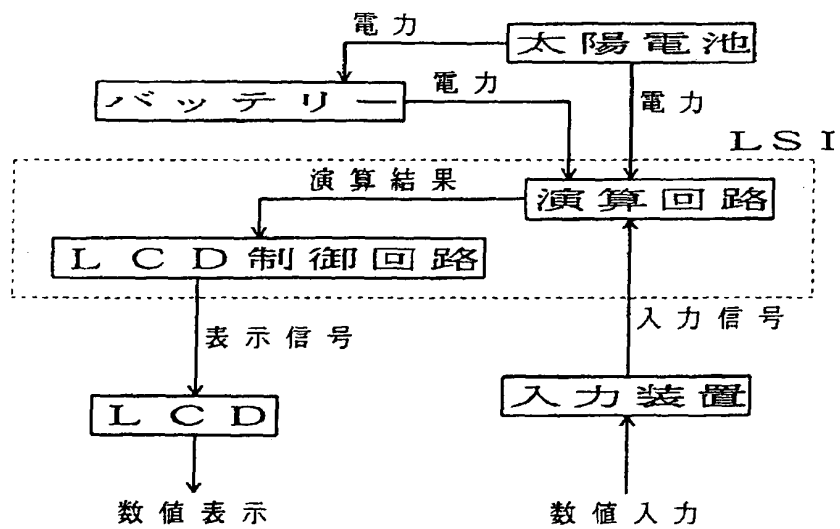 電力
太陽電池
バッテリー
電力
電力
LSI
演算結果
演算回路
LCD制御回路
表示信号
入力信号
LCD
入力装置
数値表示
数値入力